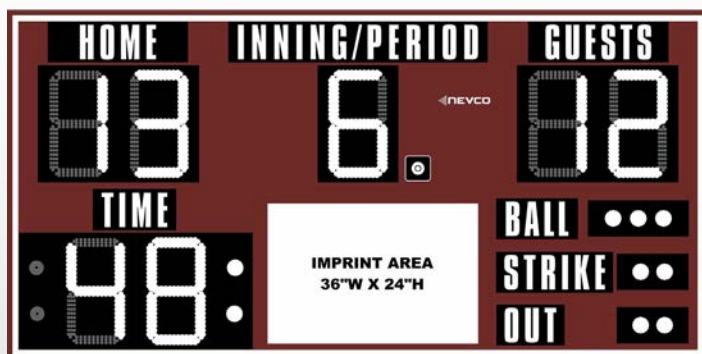 HOME INNING/PERIOD GUESTS
13 6 12
NEVCO
TIME
48
IMPRINT AREA
36"W X 24"H
BALL
STRIKE
OUT